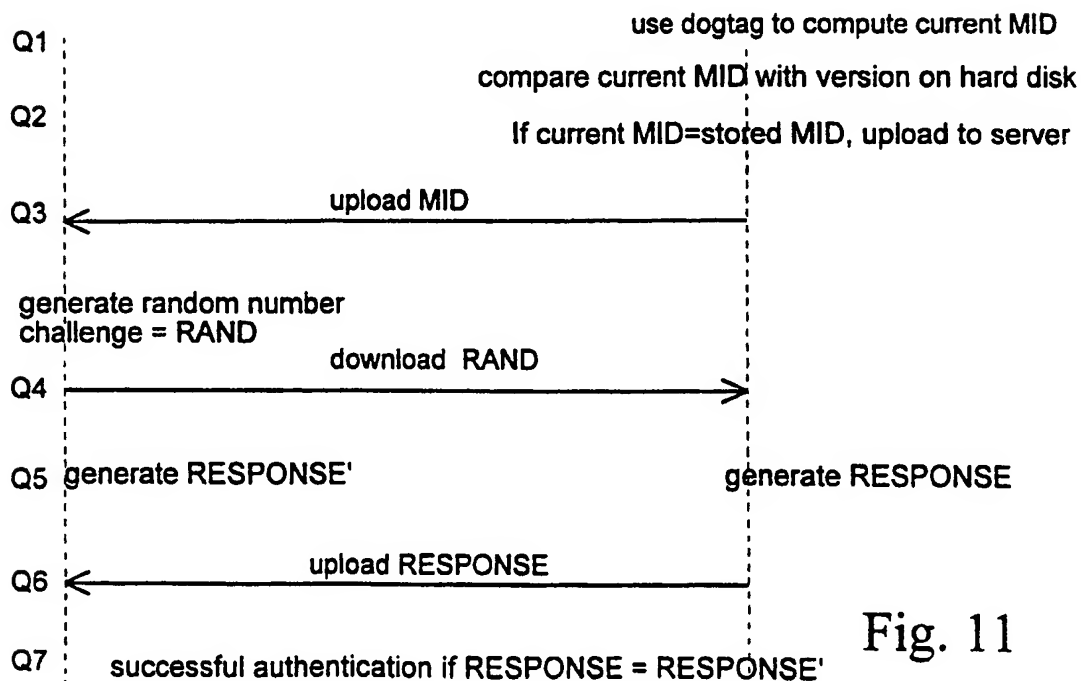 use dogtag to compute current MID
Q1
compare current MID with version on hard disk
Q2
If current MID=stored MID, upload to server
upload MID
Q3
generate random number
challenge = RAND
download RAND
Q4
Q5 generate RESPONSE' generate RESPONSE
upload RESPONSE
Q6
Fig. 11
Q7 successful authentication if RESPONSE = RESPONSE'